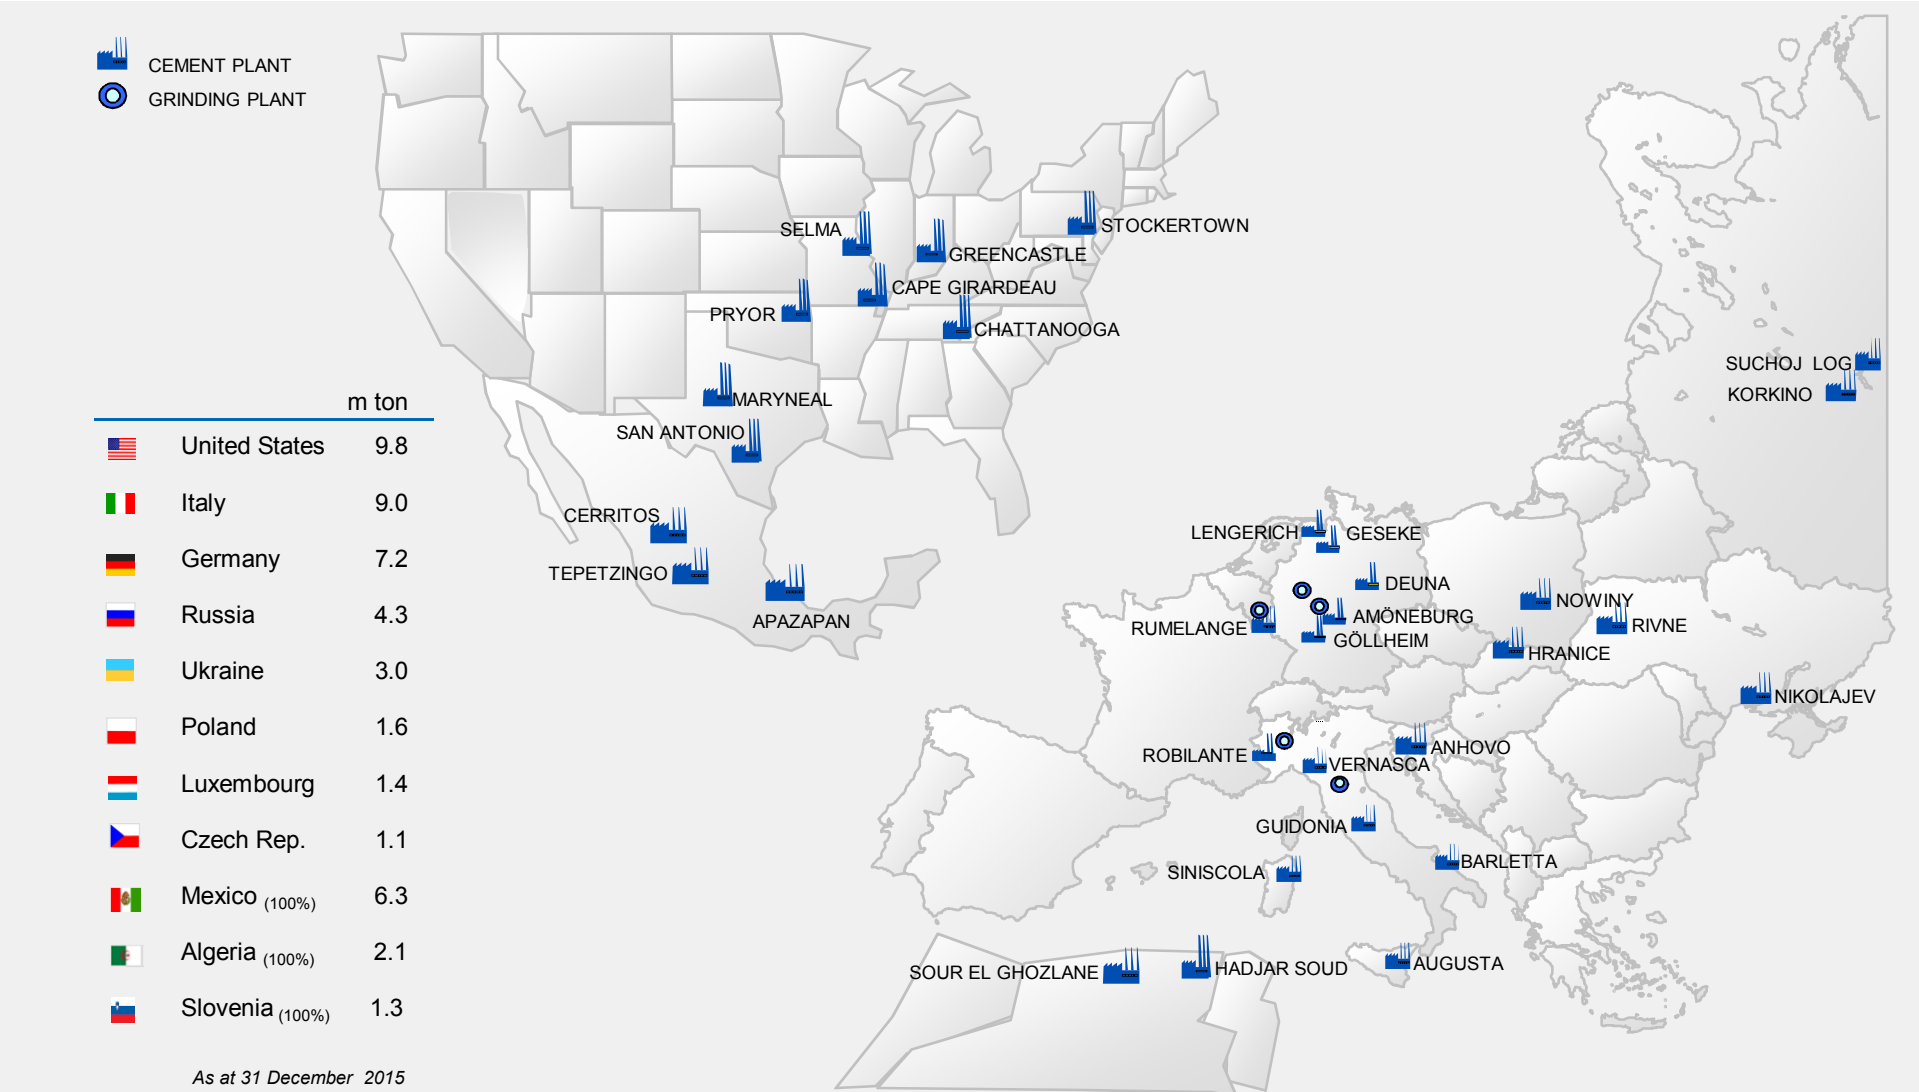 CEMENT PLANT
GRINDING PLANT
m ton
United States 9.8
Italy 9.0
Germany 7.2
Russia 4.3
Ukraine 3.0
Poland 1.6
Luxembourg 1.4
Czech Rep. 1.1
Mexico (100%) 6.3
Algeria (100%) 2.1
Slovenia (100%) 1.3
As at 31 December 2015
SELMA
STOCKERTOWN
GREENCASTLE
CAPE GIRARDEAU
PRYOR
CHATTANOOGA
MARYNEAL
SAN ANTONIO
CERRITOS
TEPETZINGO
APAZAPAN
SUCHOJ LOG
KORKINO
LENGERICH
GESEKE
DEUNA
NOWINY
AMÖNEBURG
RUMELANGE
RIVNE
GÖLLHEIM
HRANICE
NIKOLAJEV
ANHOVO
ROBILANTE
VERNASCA
GUIDONIA
BARLETTA
SINISCOLA
SOUR EL GHOZLANE
HADJAR SOUD
AUGUSTA